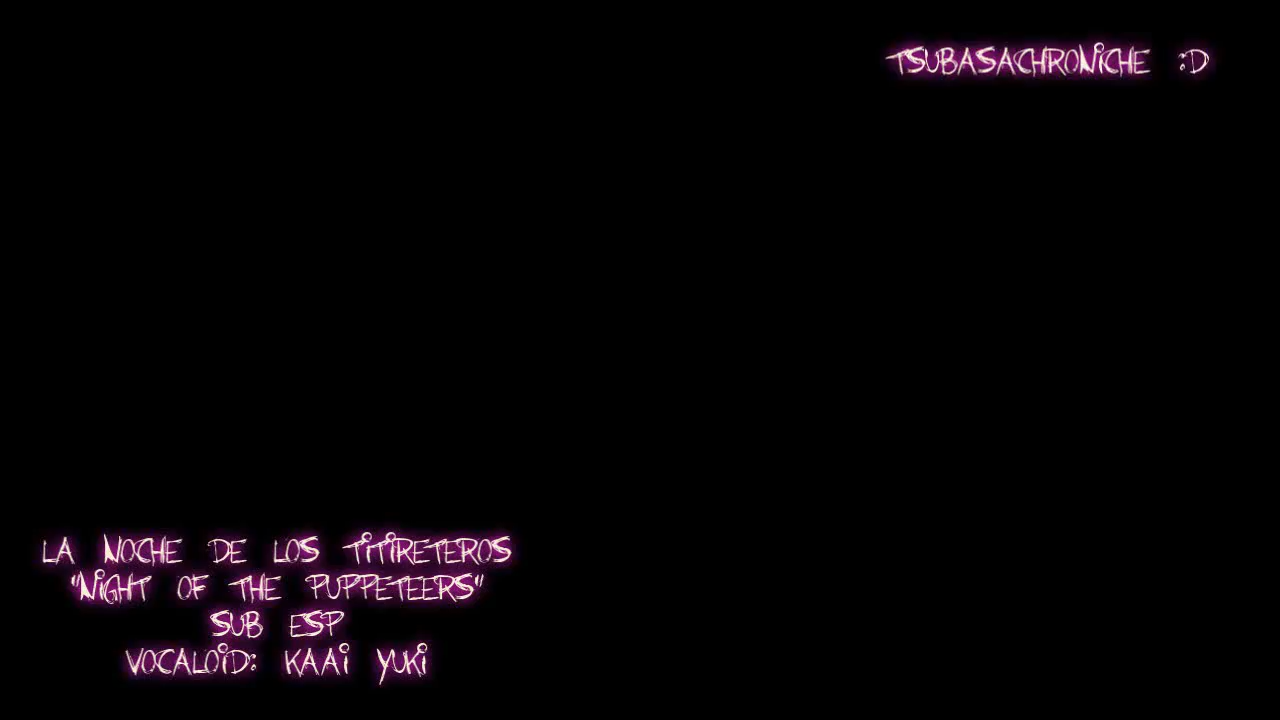 TSUBASACHRONiCHE :D
LA NOCHE DE LOS TiTiRETEROS
"NiGHT OF THE PUPPETEERS"
SUB ESP
VOCALOiD: KAAi YUKi